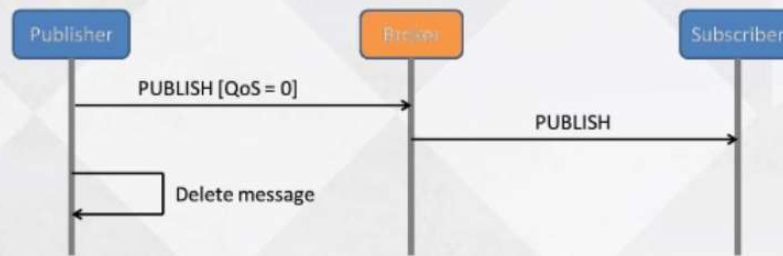 Publisher
Broker
Subscriber
PUBLISH [QoS = 0]
PUBLISH
Delete message